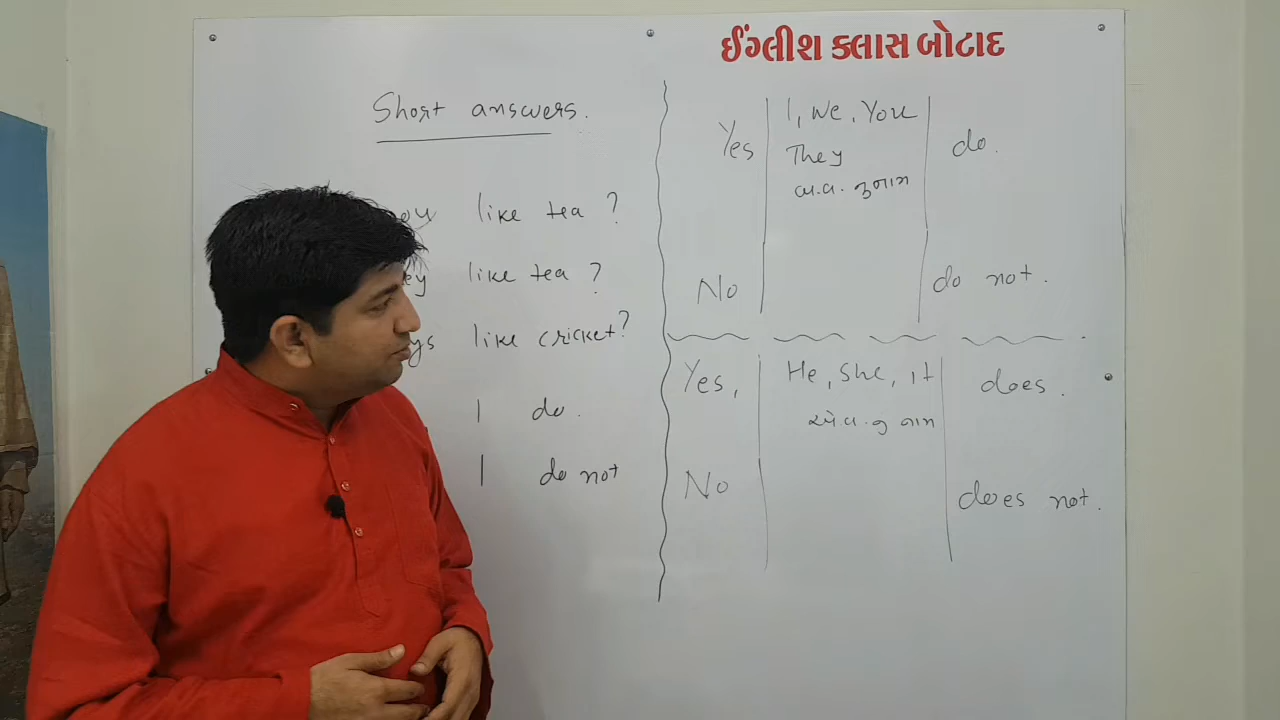 ઈંગ્લીશ ક્લાસ બોટાદ
Short answers.
like tea ?
like tea ?
like cricket?
I do.
I do not
Yes I, We, You do.
They
બ.વ. નુ નામ
No do not.
Yes, He, She, it does.
એ.વ. નુ નામ
No does not.